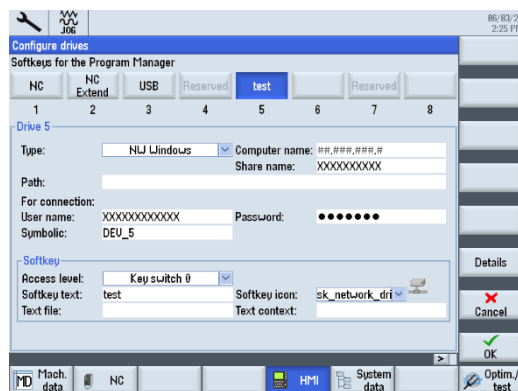 06/03/2
2:25 PM
JOG
Configure drives
Softkeys for the Program Manager
NC
NC Extend
USB
Reserved
test
Reserved
1 2 3 4 5 6 7 8
Drive 5
Type: NW Windows Computer name: ##.###.###.#
Share name: XXXXXXXXXX
Path:
For connection:
User name: XXXXXXXXXXXX Password: ●●●●●●●
Symbolic: DEV_5
Details
Softkey
Access level: Key switch 0
Softkey text: test Softkey icon: sk_network_dri
Text file: Text context:
Cancel
OK
MD Mach. data
NC
HMI
System data
Optim./ test